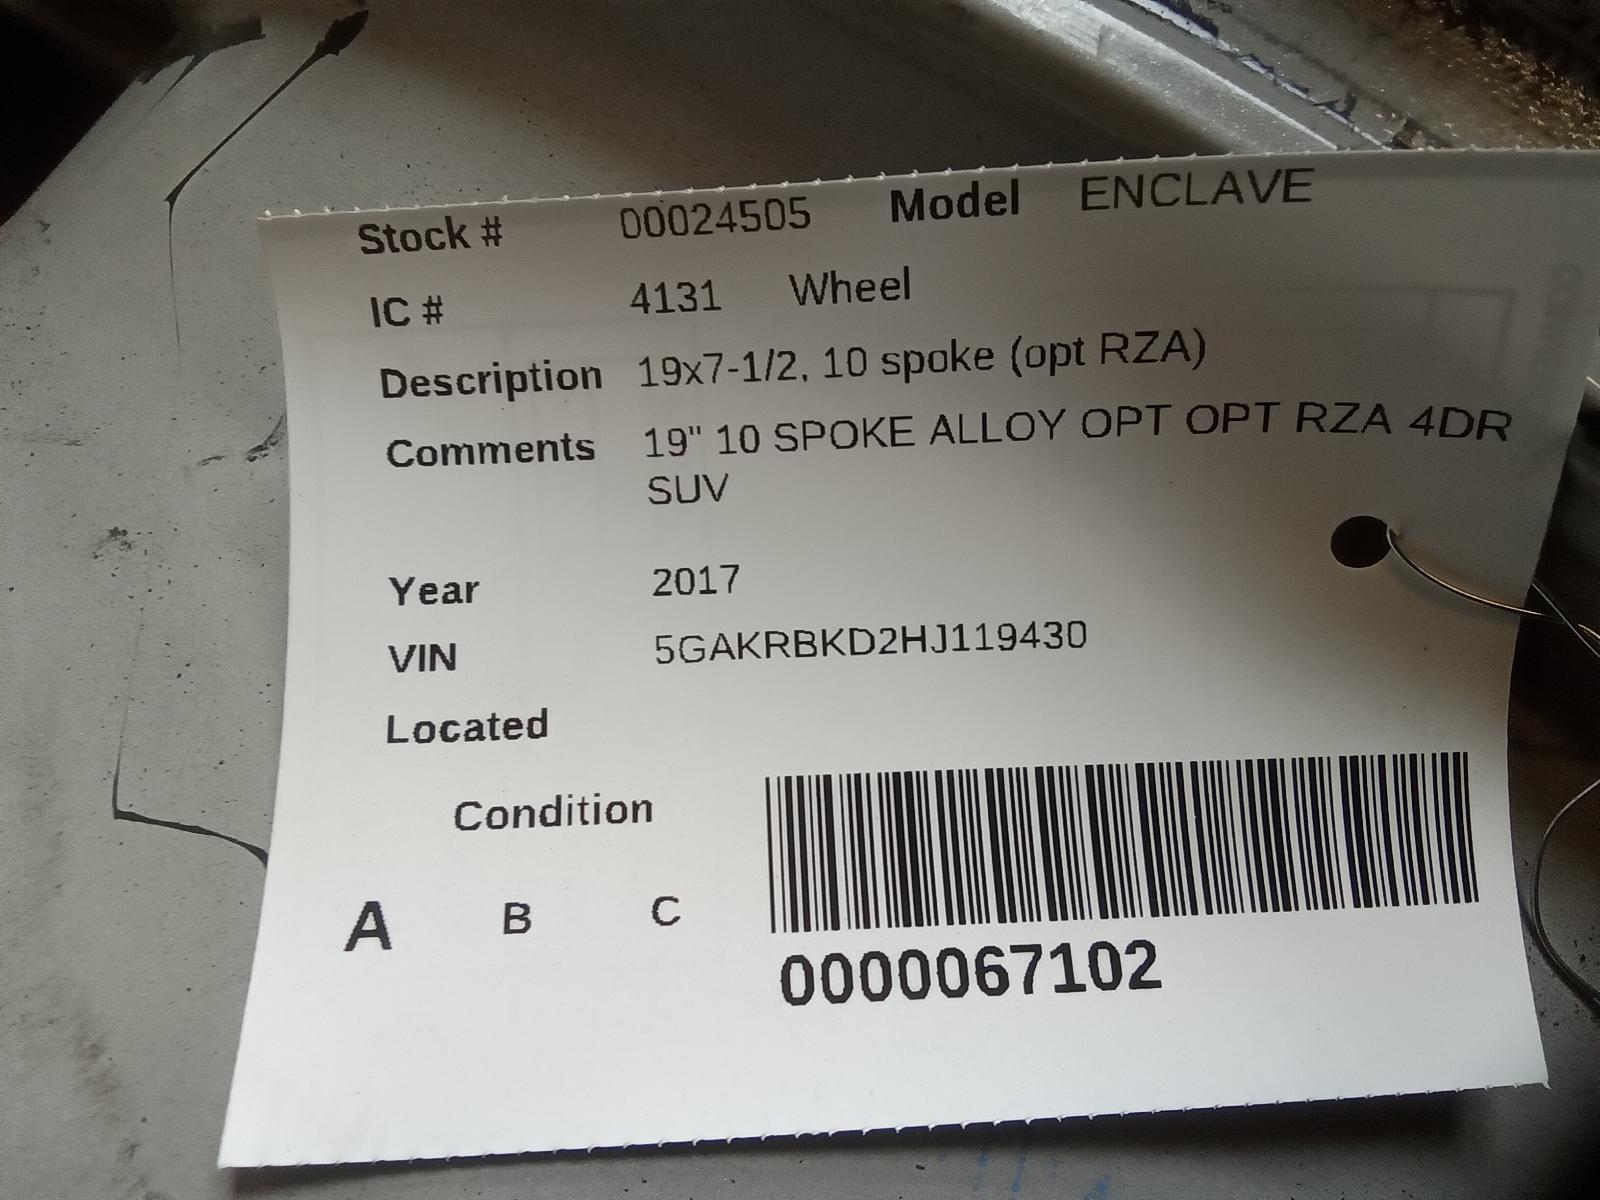 Stock # 00024505 Model ENCLAVE
IC # 4131 Wheel
Description 19x7-1/2, 10 spoke (opt RZA)
Comments 19" 10 SPOKE ALLOY OPT OPT RZA 4DR
SUV
Year 2017
VIN 5GAKRBKD2HJ119430
Located
Condition
A B C
0000067102